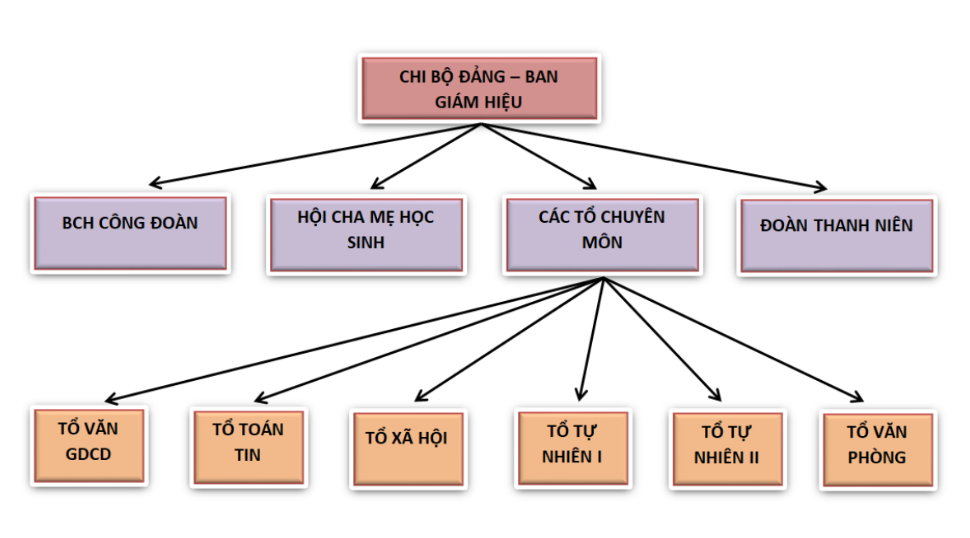 CHI BỘ ĐẢNG – BAN
GIÁM HIỆU
BCH CÔNG ĐOÀN
HỘI CHA MẸ HỌC
SINH
CÁC TỔ CHUYÊN
MÔN
ĐOÀN THANH NIÊN
TỔ VĂN
GDCD
TỔ TOÁN
TIN
TỔ XÃ HỘI
TỔ TỰ
NHIÊN I
TỔ TỰ
NHIÊN II
TỔ VĂN
PHÒNG